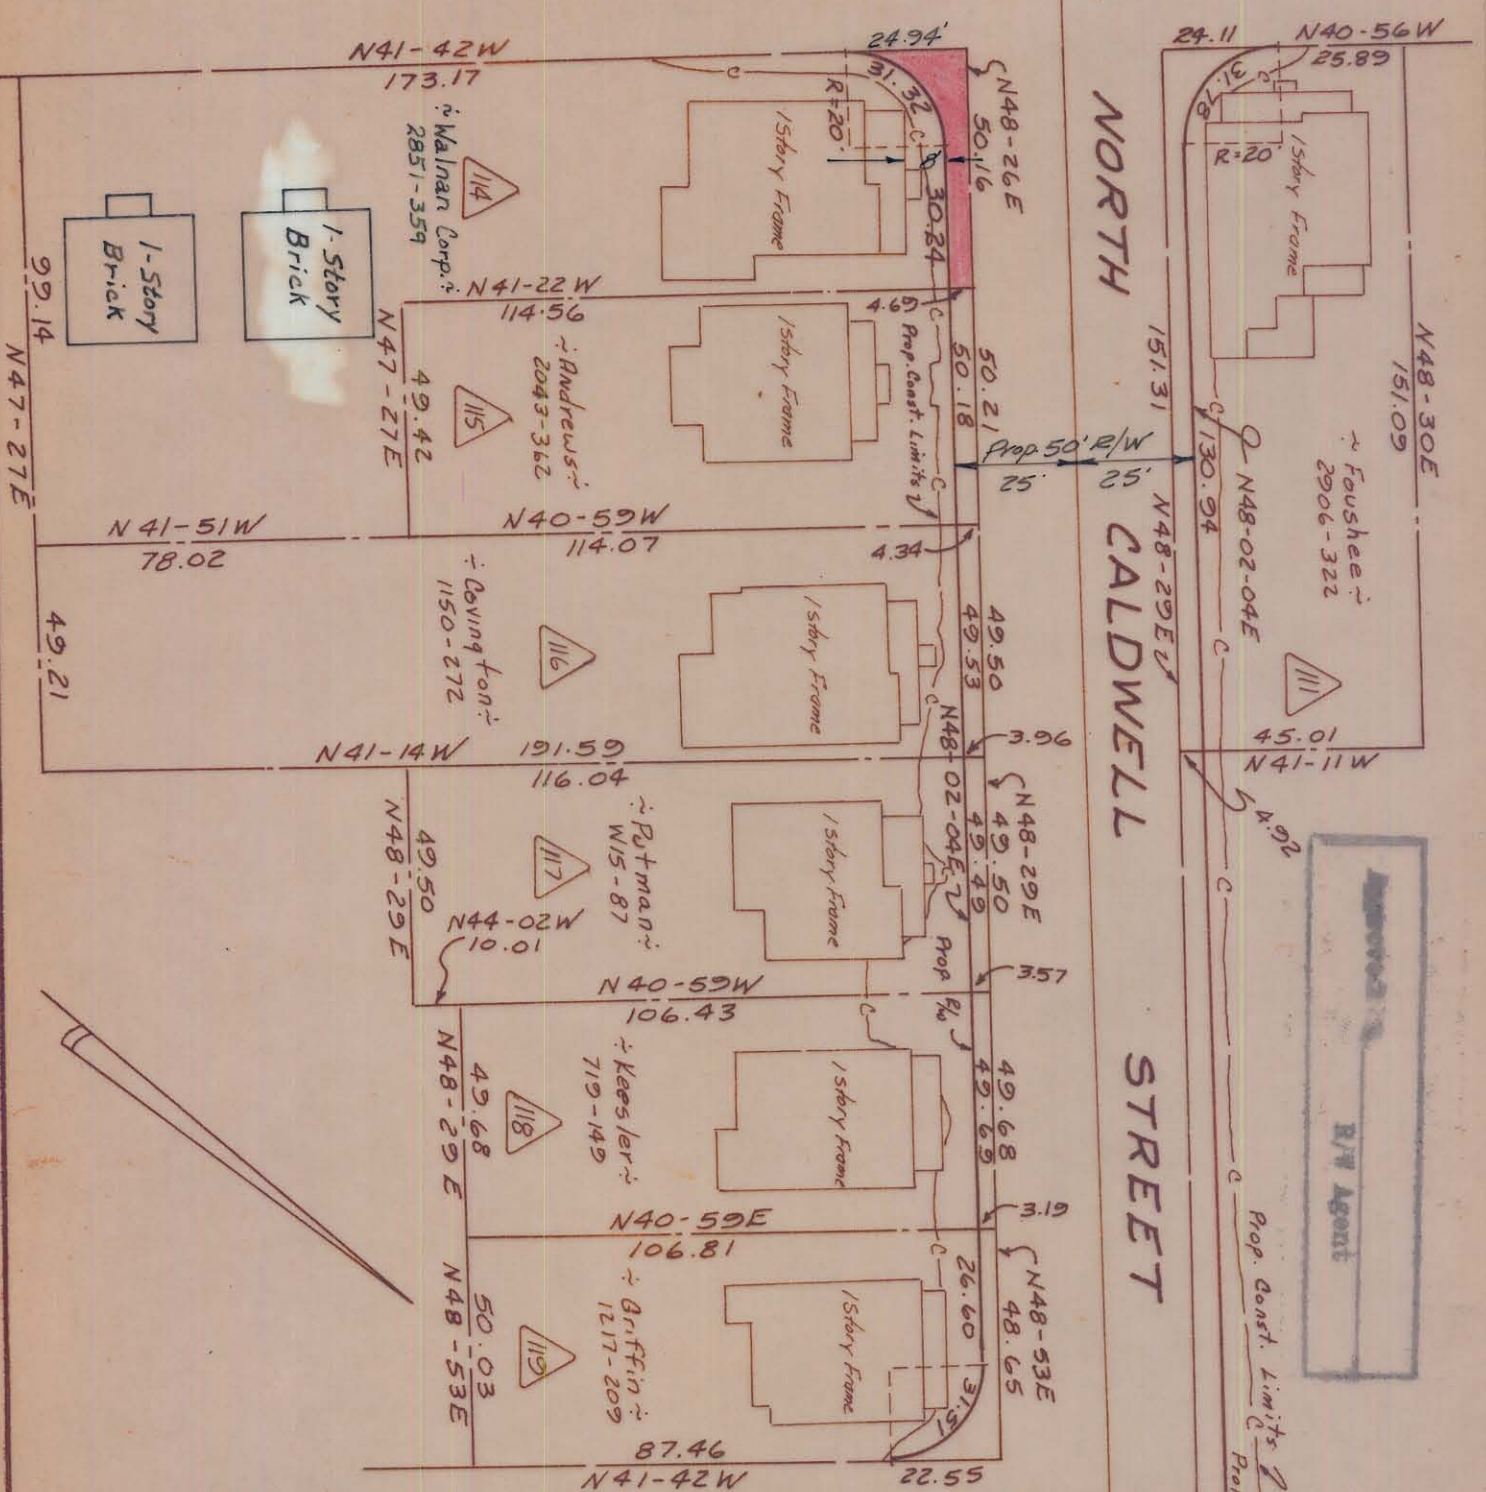 N41-42W
173.17
24.94'
31.32
R=20'
N48-26E
50.16
30.24
8'
1 Story Frame
114
~Walnan Corp.~
2851-359
1-Story
Brick
1-Story
Brick
99.14
N47-27E
N41-22W
114.56
4.69
N47-27E
49.42
115
~Andrews~
2043-362
1 Story Frame
Prop. Const. Limits
50.21
50.18
Prop. 50' R/W
25'
25'
N41-51W
78.02
N40-59W
114.07
4.34
49.21
~Covington~
1150-272
116
1 Story Frame
49.50
49.53
N48-02-04E
3.96
N41-14W
191.59
116.04
N48-29E
49.50
49.49
1 Story Frame
~Putman~
W15-87
117
49.50
N48-29E
N44-02W
10.01
N40-59W
106.43
Prop R/W
3.57
49.68
49.69
1 Story Frame
~Keesler~
719-149
118
49.68
N48-29E
N40-59E
106.81
3.19
N48-53E
48.65
26.60
31.51
1 Story Frame
~Griffin~
1217-209
119
50.03
N48-53E
87.46
N41-42W
22.55
NORTH CALDWELL STREET
24.11
N40-56W
25.89
31.78
R=20'
1 Story Frame
N48-30E
151.09
151.31
N48-29E
130.94
N48-02-04E
~Foushee~
2906-322
111
45.01
N41-11W
4.92
R/W Agent
Prop. Const. Limits
C
C
C
C
C
C
C
C
C
C
C
C
C
C